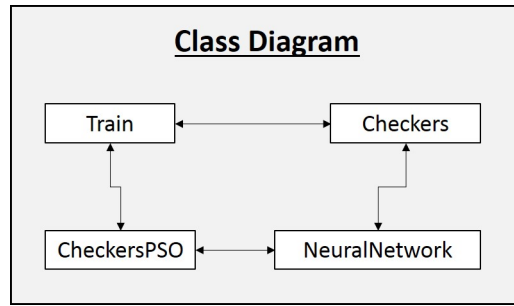 Class Diagram
Train
Checkers
CheckersPSO
NeuralNetwork